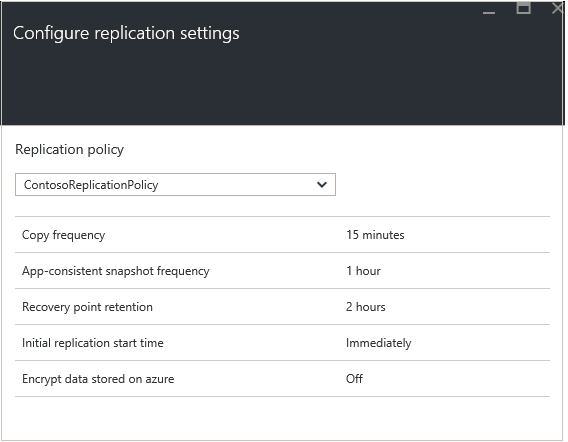 Configure replication settings
Replication policy
ContosoReplicationPolicy
Copy frequency 15 minutes
App-consistent snapshot frequency 1 hour
Recovery point retention 2 hours
Initial replication start time Immediately
Encrypt data stored on azure Off